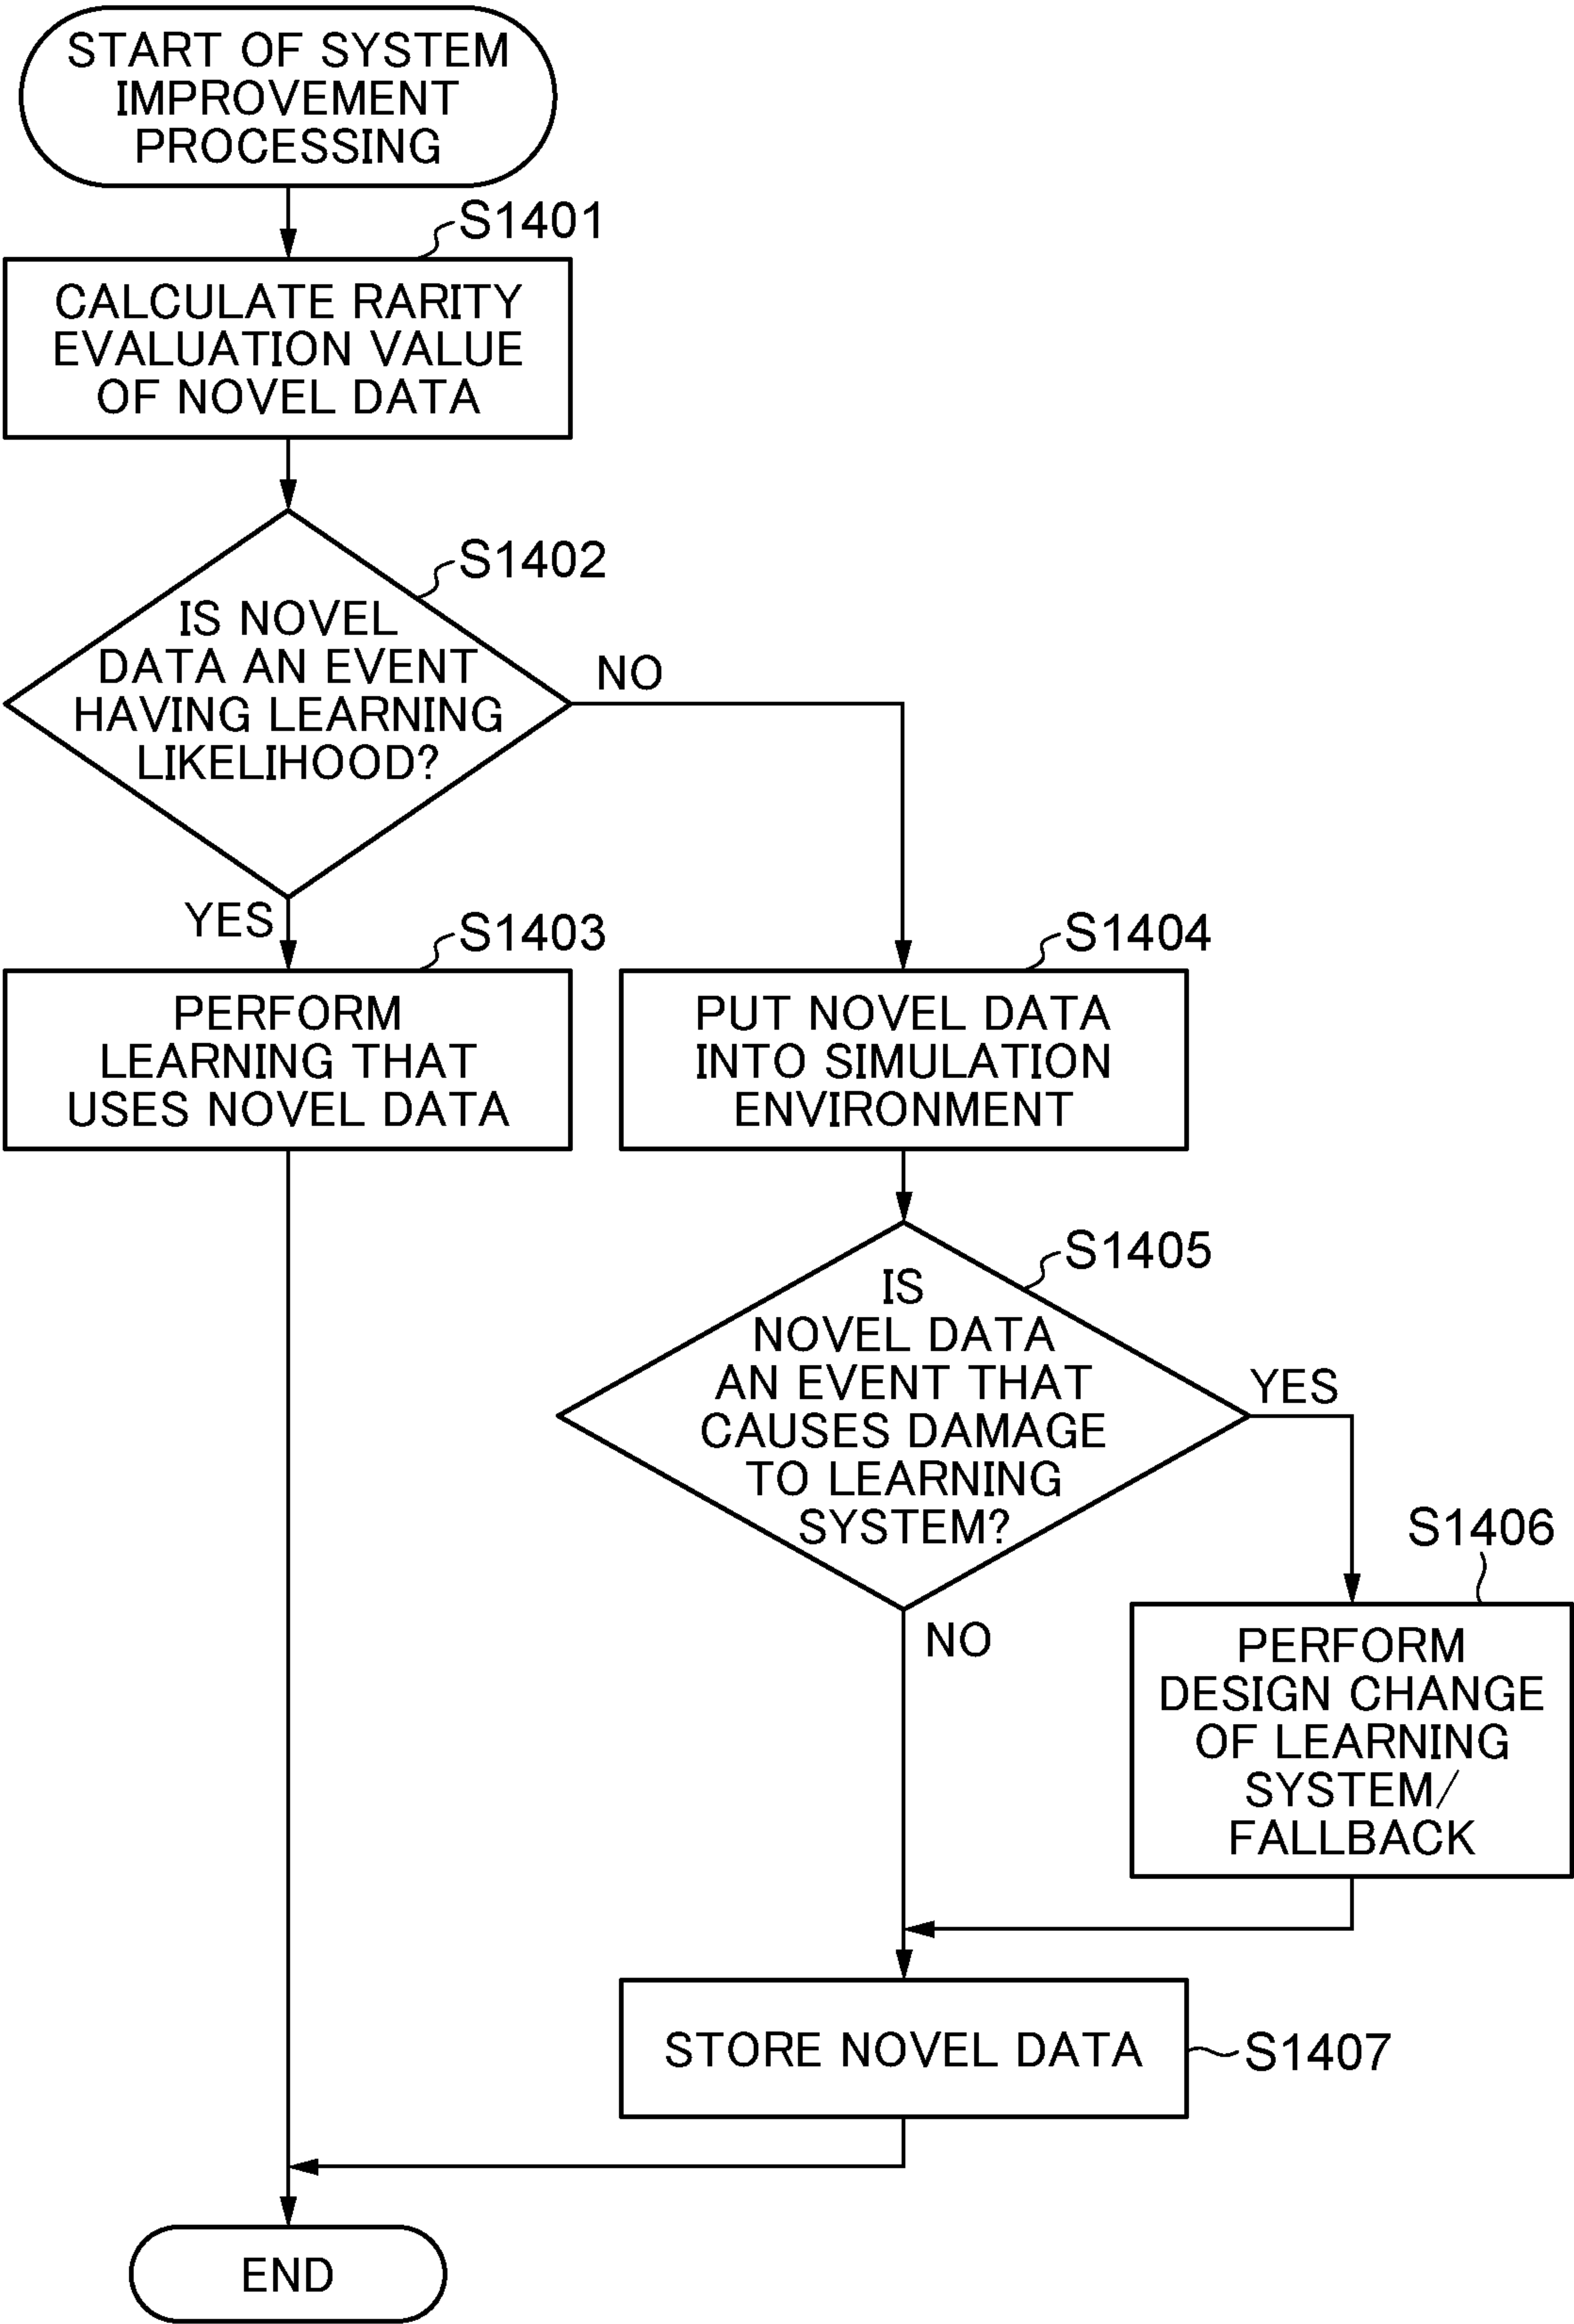 START OF SYSTEM
IMPROVEMENT
PROCESSING
S1401
CALCULATE RARITY
EVALUATION VALUE
OF NOVEL DATA
S1402
IS NOVEL
DATA AN EVENT
HAVING LEARNING
LIKELIHOOD?
NO
YES
S1403
PERFORM
LEARNING THAT
USES NOVEL DATA
S1404
PUT NOVEL DATA
INTO SIMULATION
ENVIRONMENT
S1405
IS
NOVEL DATA
AN EVENT THAT
CAUSES DAMAGE
TO LEARNING
SYSTEM?
YES
NO
S1406
PERFORM
DESIGN CHANGE
OF LEARNING
SYSTEM/
FALLBACK
STORE NOVEL DATA
S1407
END